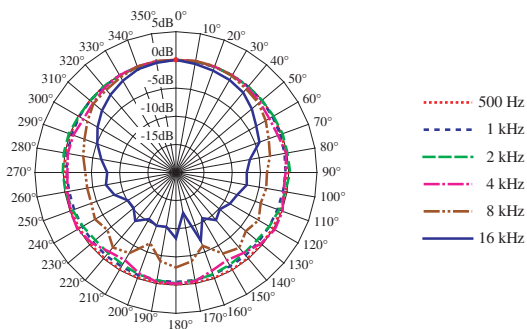 350° 0° 10°
340° 5dB 20°
330° 30°
320° 0dB 40°
310° 50°
300° -5dB 60°
290° -10dB 70°
280° -15dB 80°
270° 90°
260° 100°
250° 110°
240° 120°
230° 130°
220° 140°
210° 150°
200° 160°
190° 180° 170°
500 Hz
1 kHz
2 kHz
4 kHz
8 kHz
16 kHz